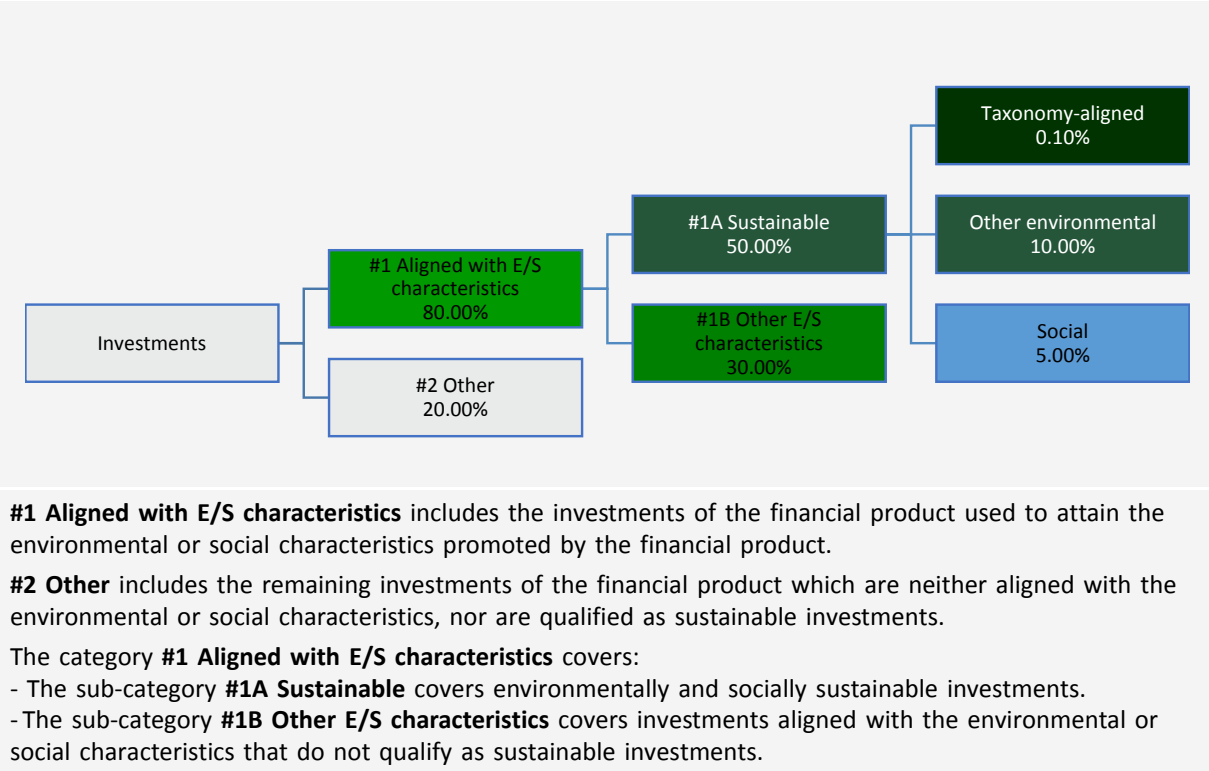 Investments
#1 Aligned with E/S
characteristics
80.00%
#2 Other
20.00%
#1A Sustainable
50.00%
#1B Other E/S
characteristics
30.00%
Taxonomy-aligned
0.10%
Other environmental
10.00%
Social
5.00%
#1 Aligned with E/S characteristics includes the investments of the financial product used to attain the
environmental or social characteristics promoted by the financial product.
#2 Other includes the remaining investments of the financial product which are neither aligned with the
environmental or social characteristics, nor are qualified as sustainable investments.
The category #1 Aligned with E/S characteristics covers:
- The sub-category #1A Sustainable covers environmentally and socially sustainable investments.
- The sub-category #1B Other E/S characteristics covers investments aligned with the environmental or
social characteristics that do not qualify as sustainable investments.